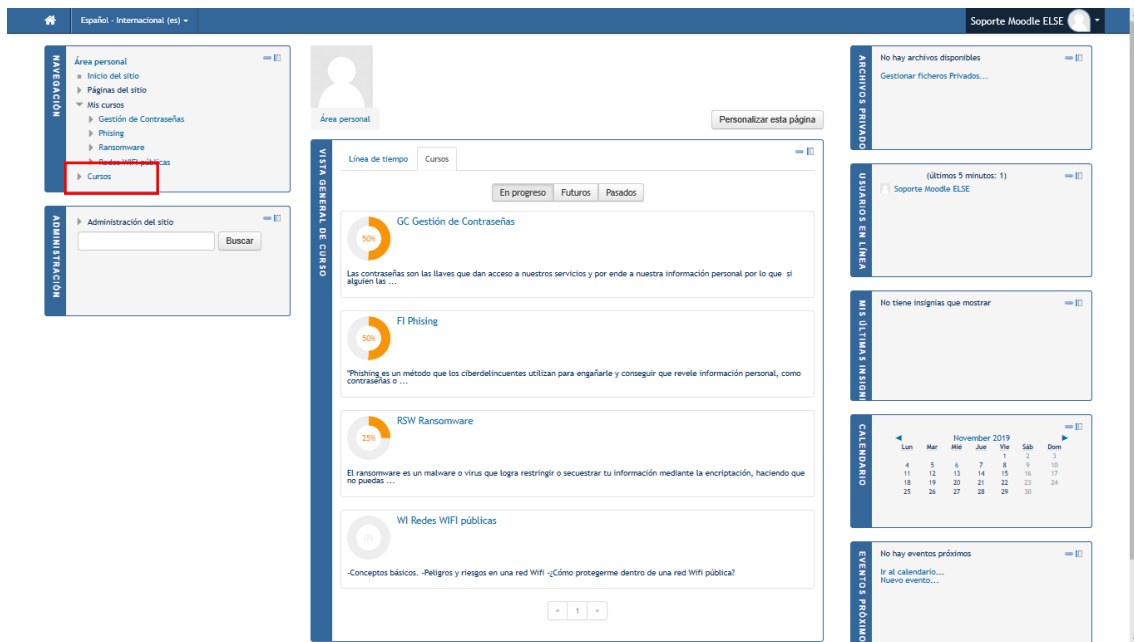 Español - Internacional (es)
Soporte Moodle ELSE
NAVEGACIÓN
Área personal
Inicio del sitio
Páginas del sitio
Mis cursos
Gestión de Contraseñas
Phising
Ransomware
Redes WIFI públicas
Cursos
ADMINISTRACIÓN
Administración del sitio
Buscar
Área personal
Personalizar esta página
VISTA GENERAL DE CURSO
Línea de tiempo Cursos
En progreso Futuros Pasados
GC Gestión de Contraseñas
50%
Las contraseñas son las llaves que dan acceso a nuestros servicios y por ende a nuestra información personal por lo que si
alguien las ...
FI Phising
50%
"Phishing es un método que los ciberdelincuentes utilizan para engañarle y conseguir que revele información personal, como
contraseñas o ...
RSW Ransomware
25%
El ransomware es un malware o virus que logra restringir o secuestrar tu información mediante la encriptación, haciendo que
no puedas ...
WI Redes WIFI públicas
0%
-Conceptos básicos. -Peligros y riesgos en una red Wifi -¿Cómo protegerme dentro de una red Wifi pública?
« 1 »
ARCHIVOS PRIVADO
No hay archivos disponibles
Gestionar ficheros Privados...
USUARIOS EN LÍNEA
(últimos 5 minutos: 1)
Soporte Moodle ELSE
MIS ÚLTIMAS INSIGNI
No tiene insignias que mostrar
CALENDARIO
November 2019
Lun Mar Mié Jue Vie Sáb Dom
1 2 3
4 5 6 7 8 9 10
11 12 13 14 15 16 17
18 19 20 21 22 23 24
25 26 27 28 29 30
EVENTOS PRÓXIMO
No hay eventos próximos
Ir al calendario...
Nuevo evento...